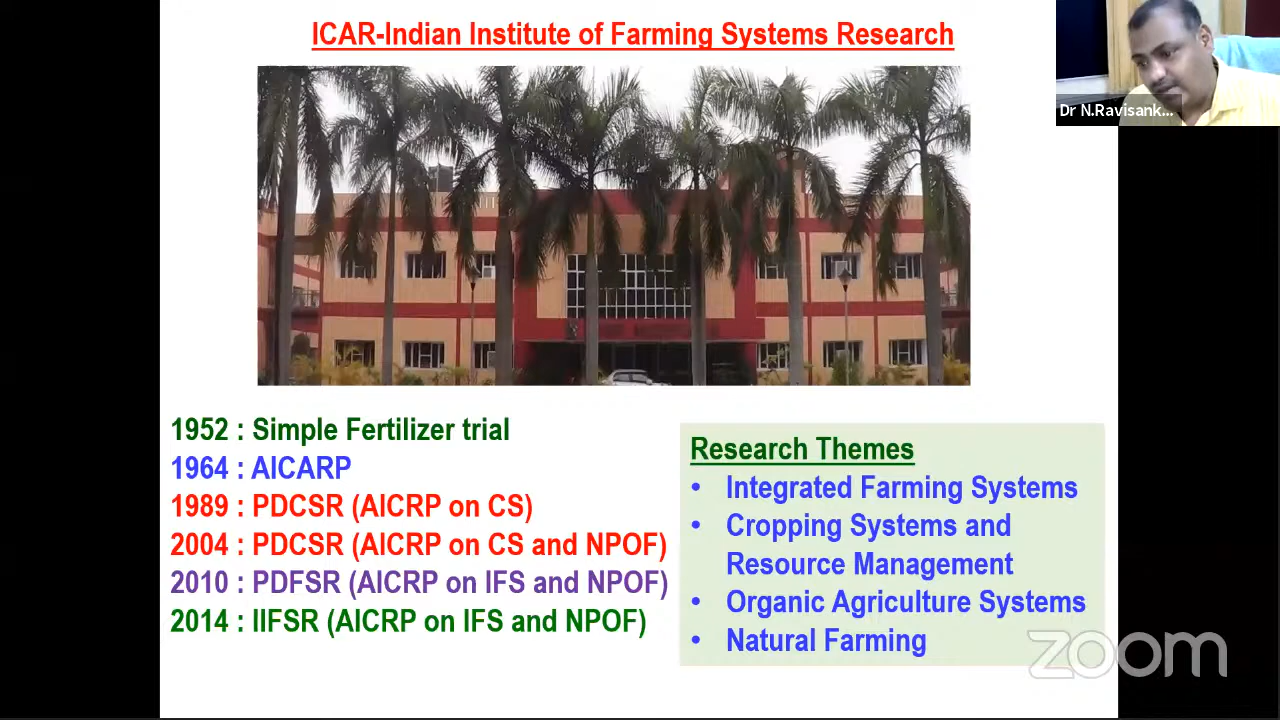 ICAR-Indian Institute of Farming Systems Research
Dr N.Ravisank...
1952 : Simple Fertilizer trial
1964 : AICARP
1989 : PDCSR (AICRP on CS)
2004 : PDCSR (AICRP on CS and NPOF)
2010 : PDFSR (AICRP on IFS and NPOF)
2014 : IIFSR (AICRP on IFS and NPOF)
Research Themes
• Integrated Farming Systems
• Cropping Systems and
Resource Management
• Organic Agriculture Systems
• Natural Farming
zoom